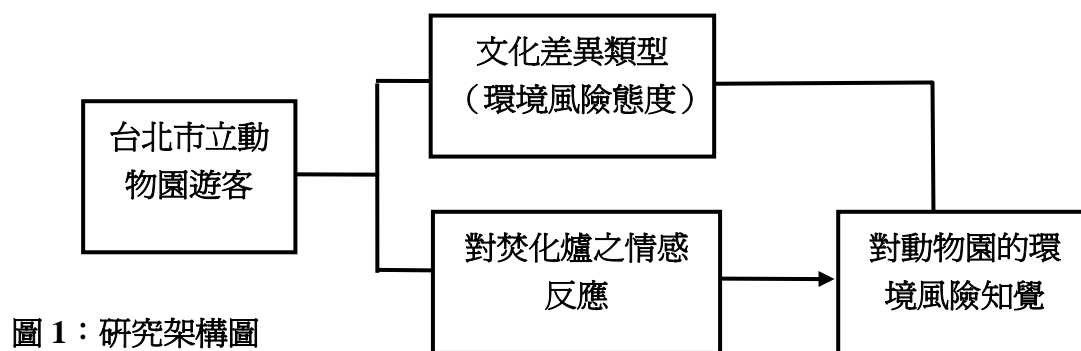 文化差異類型
（環境風險態度）
台北市立動
物園遊客
對焚化爐之情感
反應
對動物園的環
境風險知覺
圖 1：研究架構圖